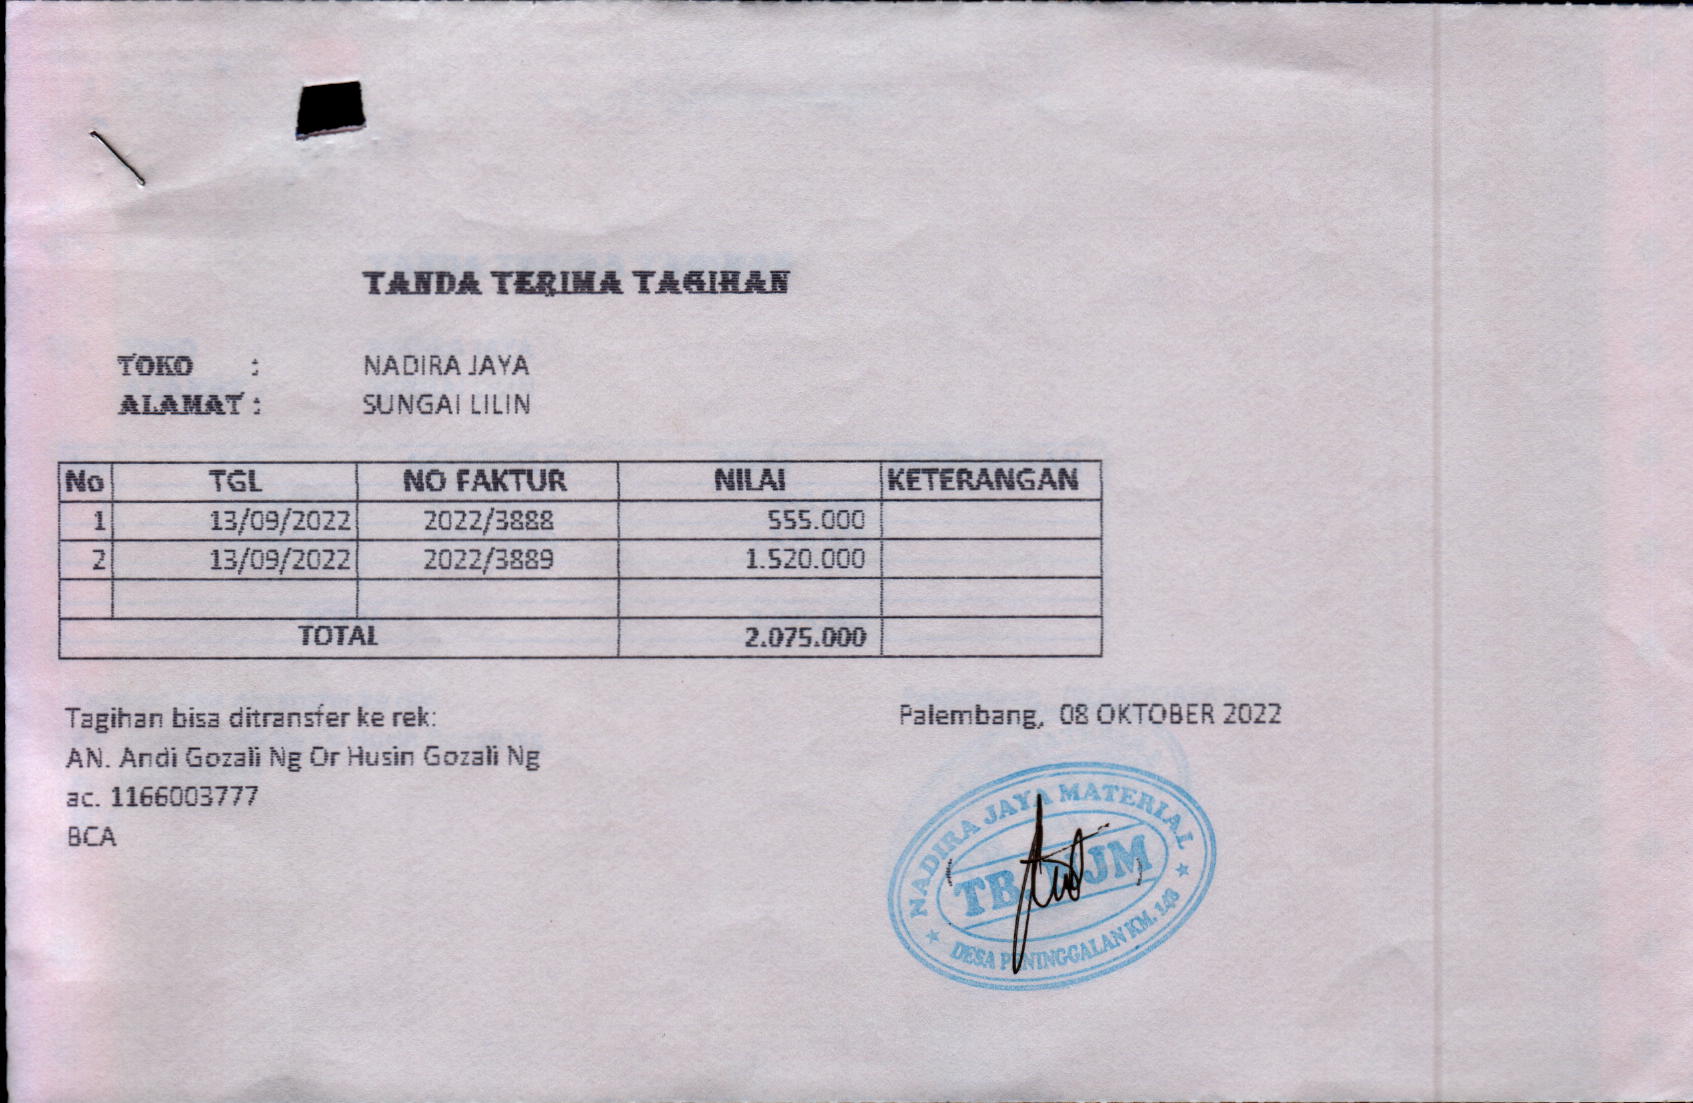 TANDA TERIMA TAGIHAN
TOKO : NADIRA JAYA
ALAMAT : SUNGAI LILIN
No TGL NO FAKTUR NILAI KETERANGAN
1 13/09/2022 2022/3888 555.000
2 13/09/2022 2022/3889 1.520.000
TOTAL 2.075.000
Tagihan bisa ditransfer ke rek:
AN. Andi Gozali Ng Or Husin Gozali Ng
ac. 1166003777
BCA
Palembang, 08 OKTOBER 2022
NADIRA JAYA MATERIAL
TB. NJM
DESA PENINGGALAN KM. 148